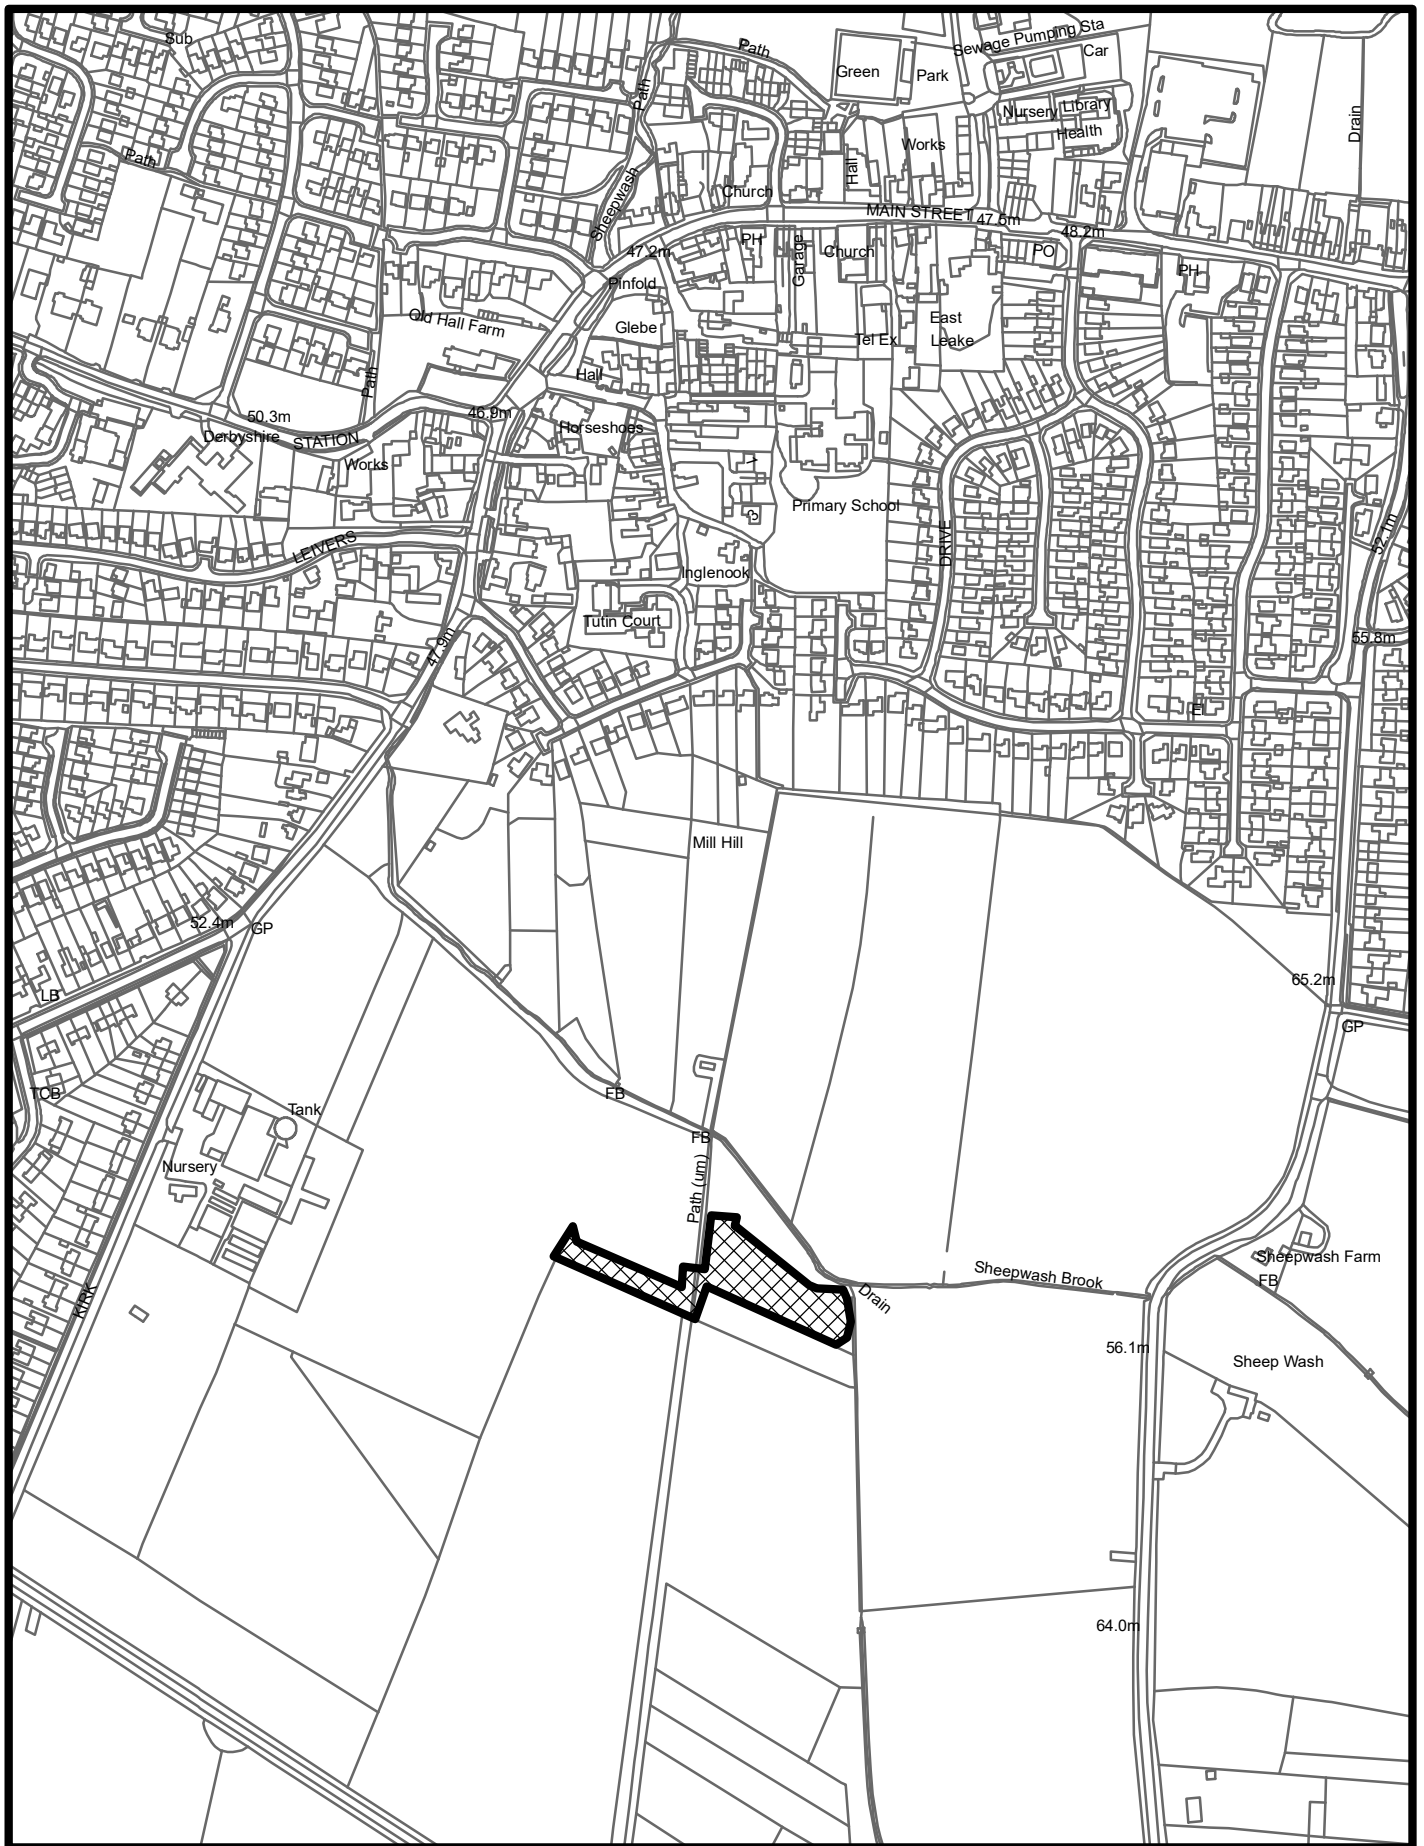 Sub
Path
Sewage Pumping Sta
Car
Green
Park
Path
Nursery
Library
Health
Drain
Path
Works
Hall
Church
Sheepwash
MAIN STREET
47.5m
48.2m
47.2m
PH
Garage
Church
PO
PH
Pinfold
Old Hall Farm
Glebe
East
Leake
Tel Ex
Hall
Path
50.3m
46.9m
Derbyshire
STATION
Horseshoes
Works
1
Primary School
3
LEIVERS
DRIVE
52.1m
Inglenook
Tutin Court
47.9m
55.8m
El
Mill Hill
52.4m
GP
LB
65.2m
GP
TCB
FB
Tank
FB
Nursery
Path (um)
Sheepwash Farm
FB
Sheepwash Brook
Drain
KIRK
56.1m
Sheep Wash
64.0m